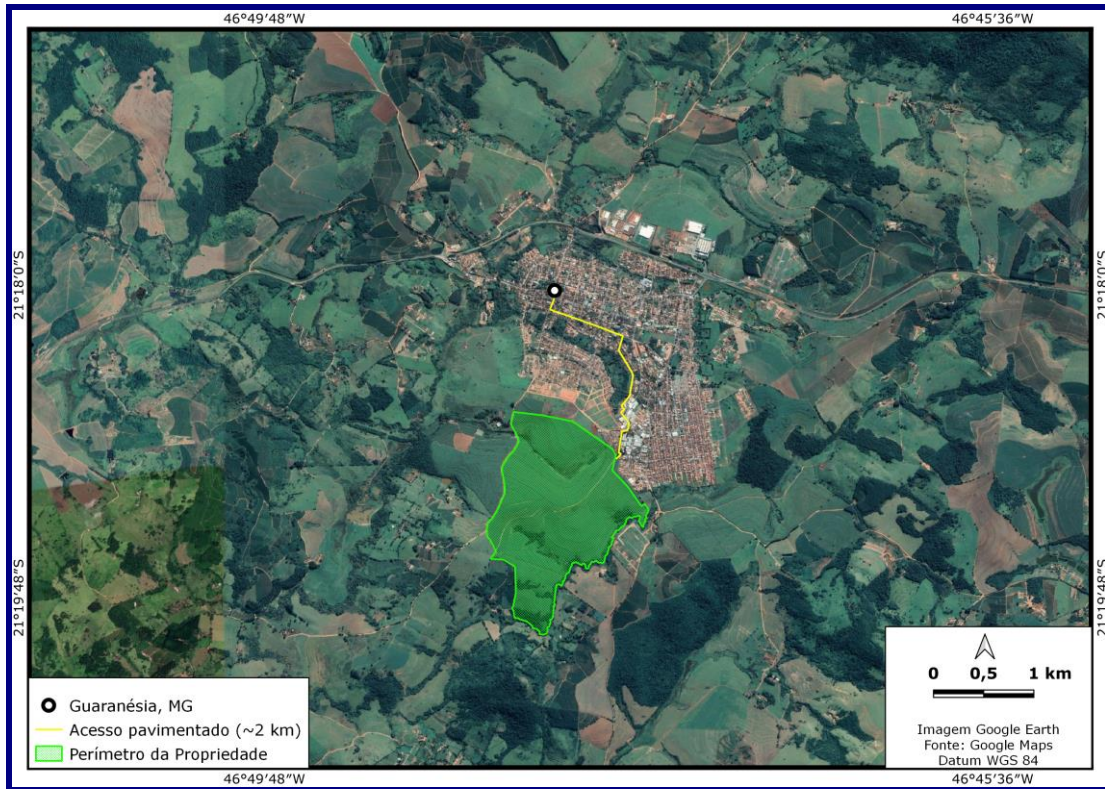 46°49'48"W
46°45'36"W
21°18'0"S
21°18'0"S
21°19'48"S
21°19'48"S
Guaranésia, MG
Acesso pavimentado (~2 km)
Perímetro da Propriedade
0 0,5 1 km
Imagem Google Earth
Fonte: Google Maps
Datum WGS 84
46°49'48"W
46°45'36"W